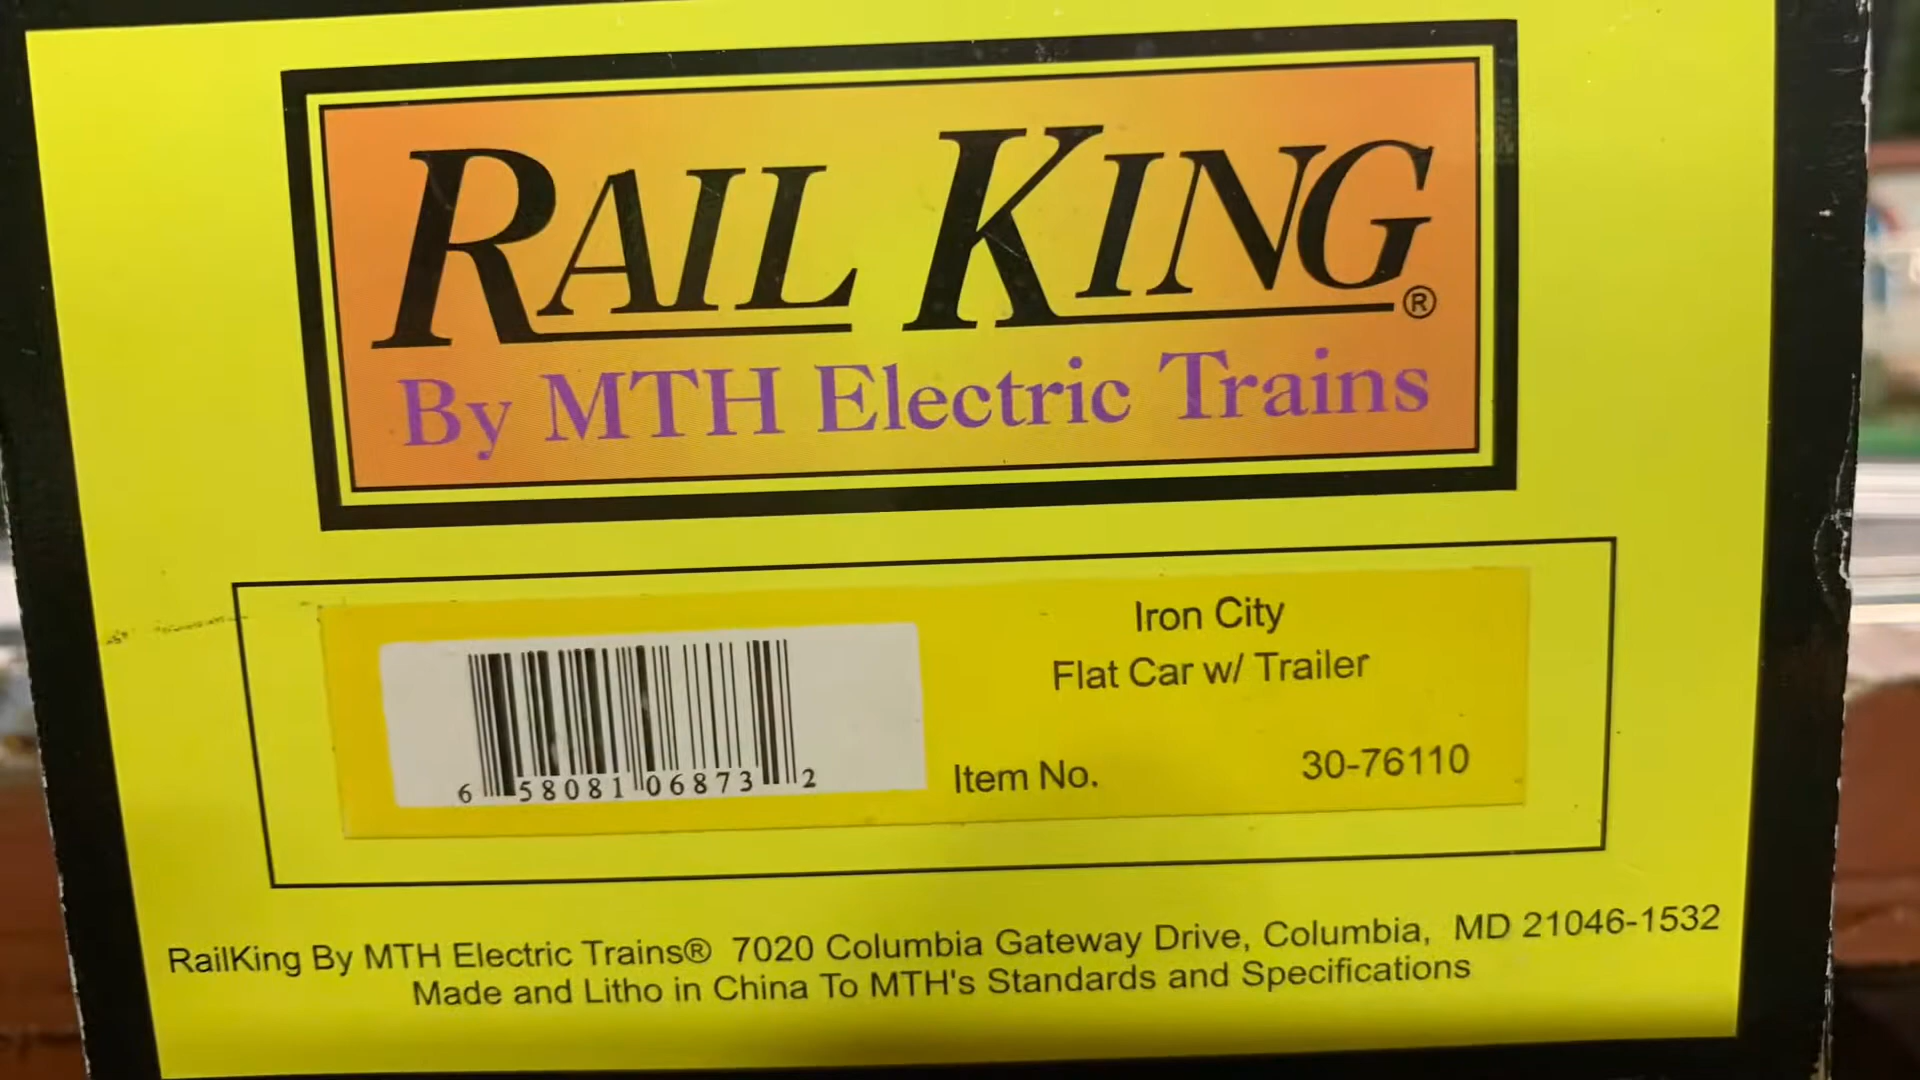 RAIL KING®
By MTH Electric Trains
Iron City
Flat Car w/ Trailer
Item No. 30-76110
6 58081 06873 2
RailKing By MTH Electric Trains® 7020 Columbia Gateway Drive, Columbia, MD 21046-1532
Made and Litho in China To MTH's Standards and Specifications